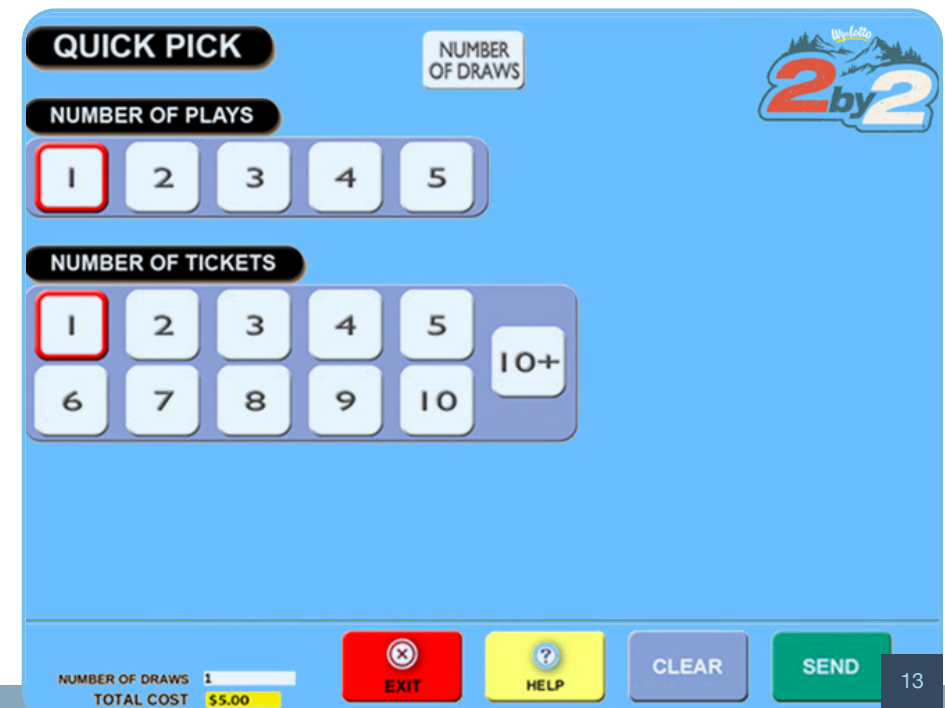 QUICK PICK
NUMBER
OF DRAWS
Wyolotto
2by2
NUMBER OF PLAYS
1 2 3 4 5
NUMBER OF TICKETS
1 2 3 4 5
10+
6 7 8 9 10
NUMBER OF DRAWS 1
TOTAL COST $5.00
EXIT
HELP
CLEAR
SEND
13